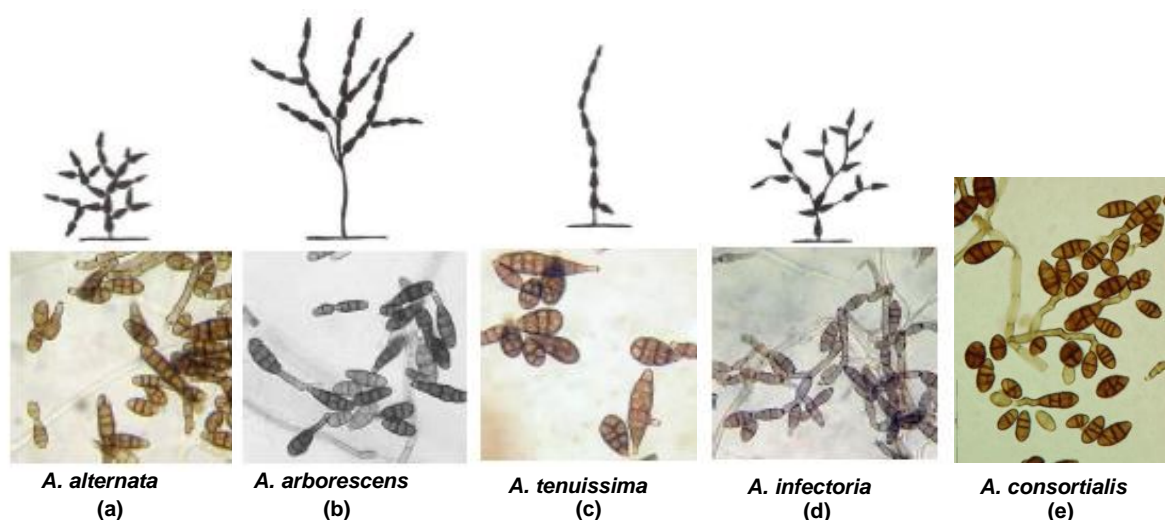 A. alternata
(a)
A. arborescens
(b)
A. tenuissima
(c)
A. infectoria
(d)
A. consortialis
(e)